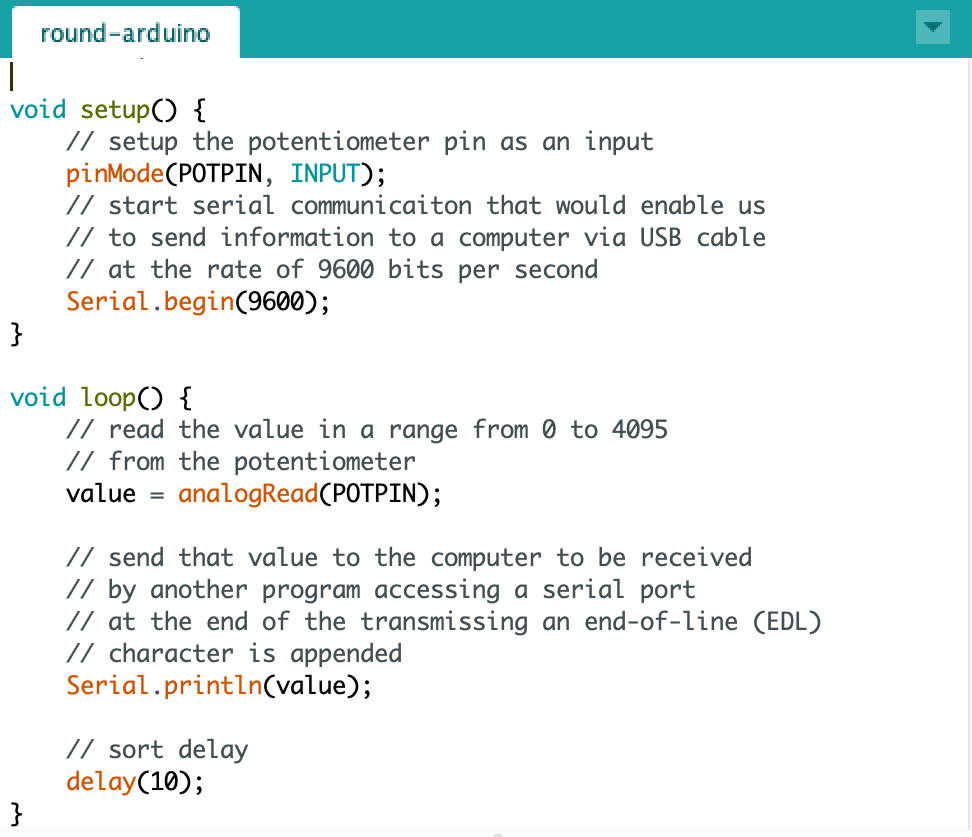 round-arduino
void setup() {
    // setup the potentiometer pin as an input
    pinMode(POTPIN, INPUT);
    // start serial communicaiton that would enable us
    // to send information to a computer via USB cable
    // at the rate of 9600 bits per second
    Serial.begin(9600);
}

void loop() {
    // read the value in a range from 0 to 4095
    // from the potentiometer
    value = analogRead(POTPIN);

    // send that value to the computer to be received
    // by another program accessing a serial port
    // at the end of the transmissing an end-of-line (EDL)
    // character is appended
    Serial.println(value);

    // sort delay
    delay(10);
}